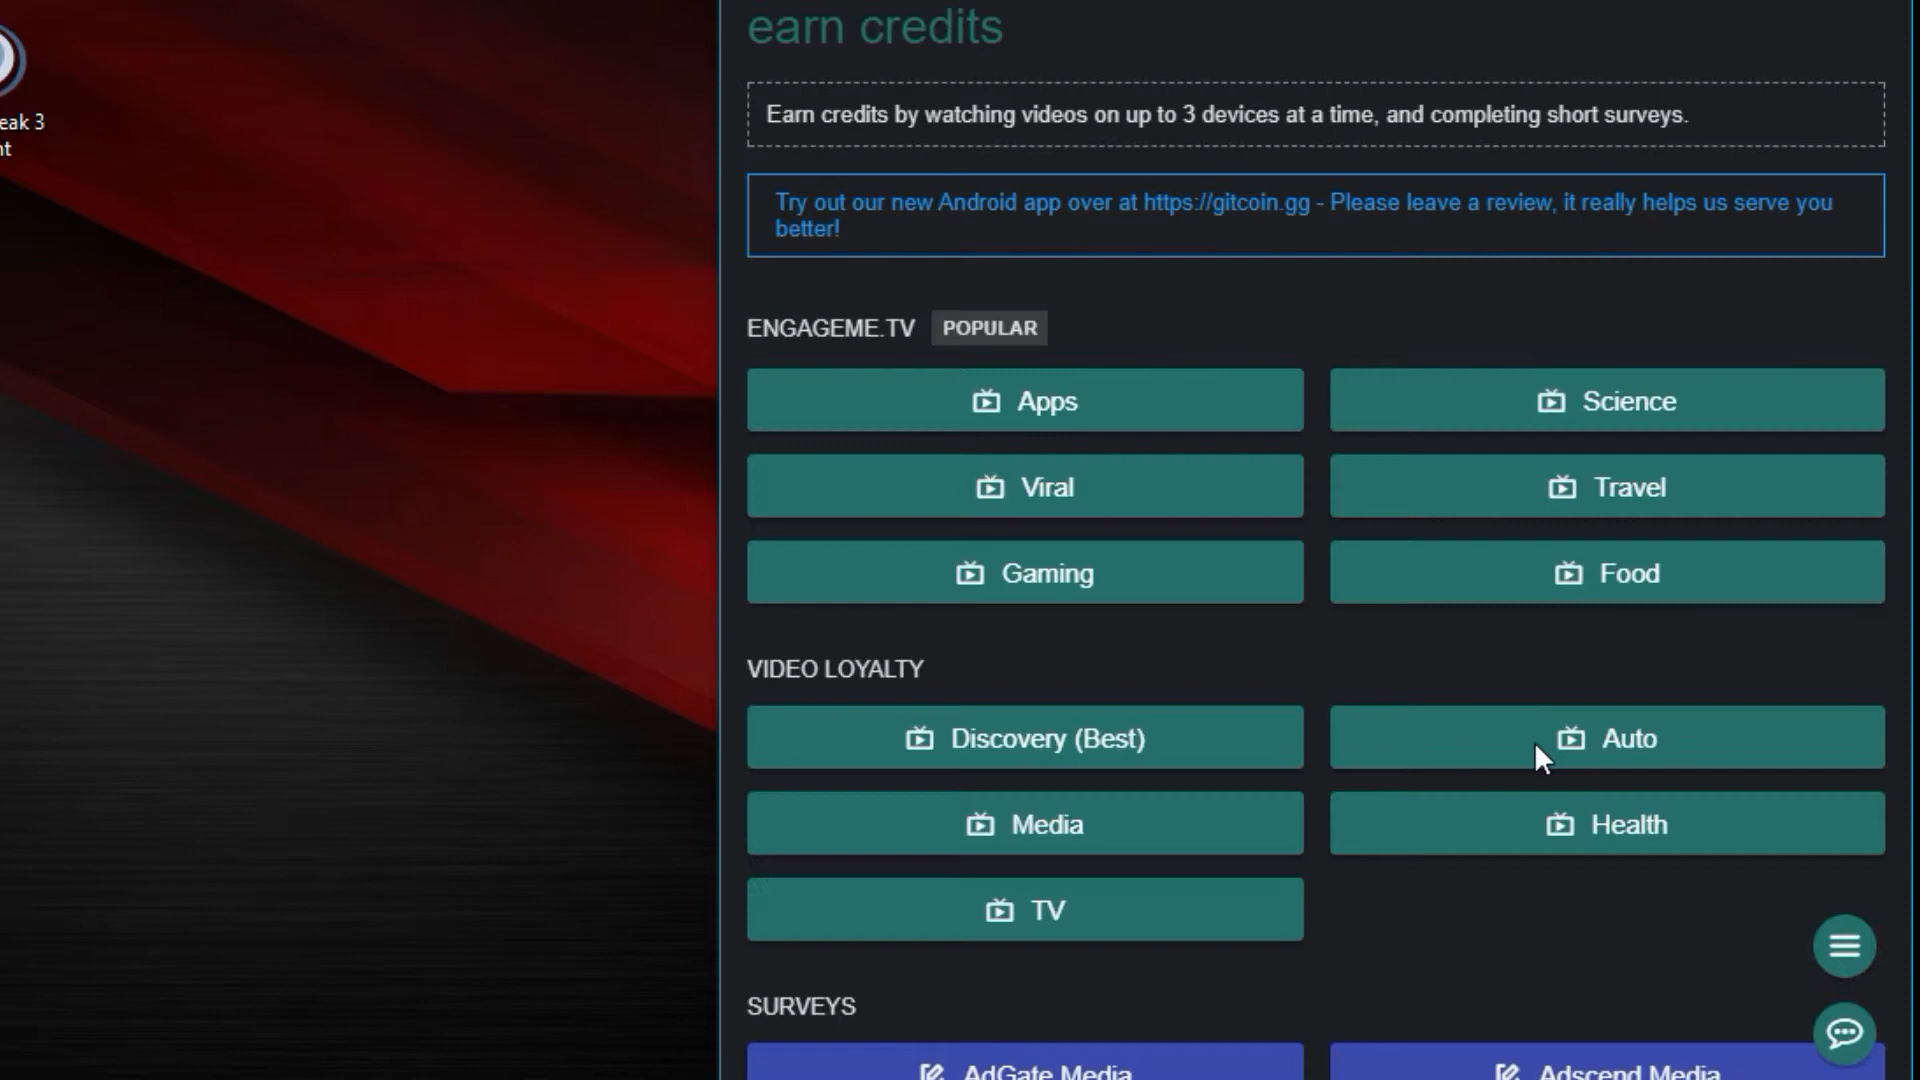 eak 3
nt
earn credits
Earn credits by watching videos on up to 3 devices at a time, and completing short surveys.
Try out our new Android app over at https://gitcoin.gg - Please leave a review, it really helps us serve you
better!
ENGAGEME.TV POPULAR
Apps
Science
Viral
Travel
Gaming
Food
VIDEO LOYALTY
Discovery (Best)
Auto
Media
Health
TV
SURVEYS
AdGate Media
Adscend Media